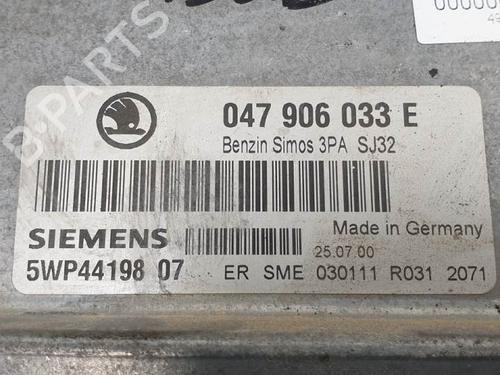 047 906 033 E
Benzin Simos 3PA SJ32
SIEMENS
Made in Germany
25.07.00
5WP44198 07
ER SME 030111 R031 2071
B-PARTS